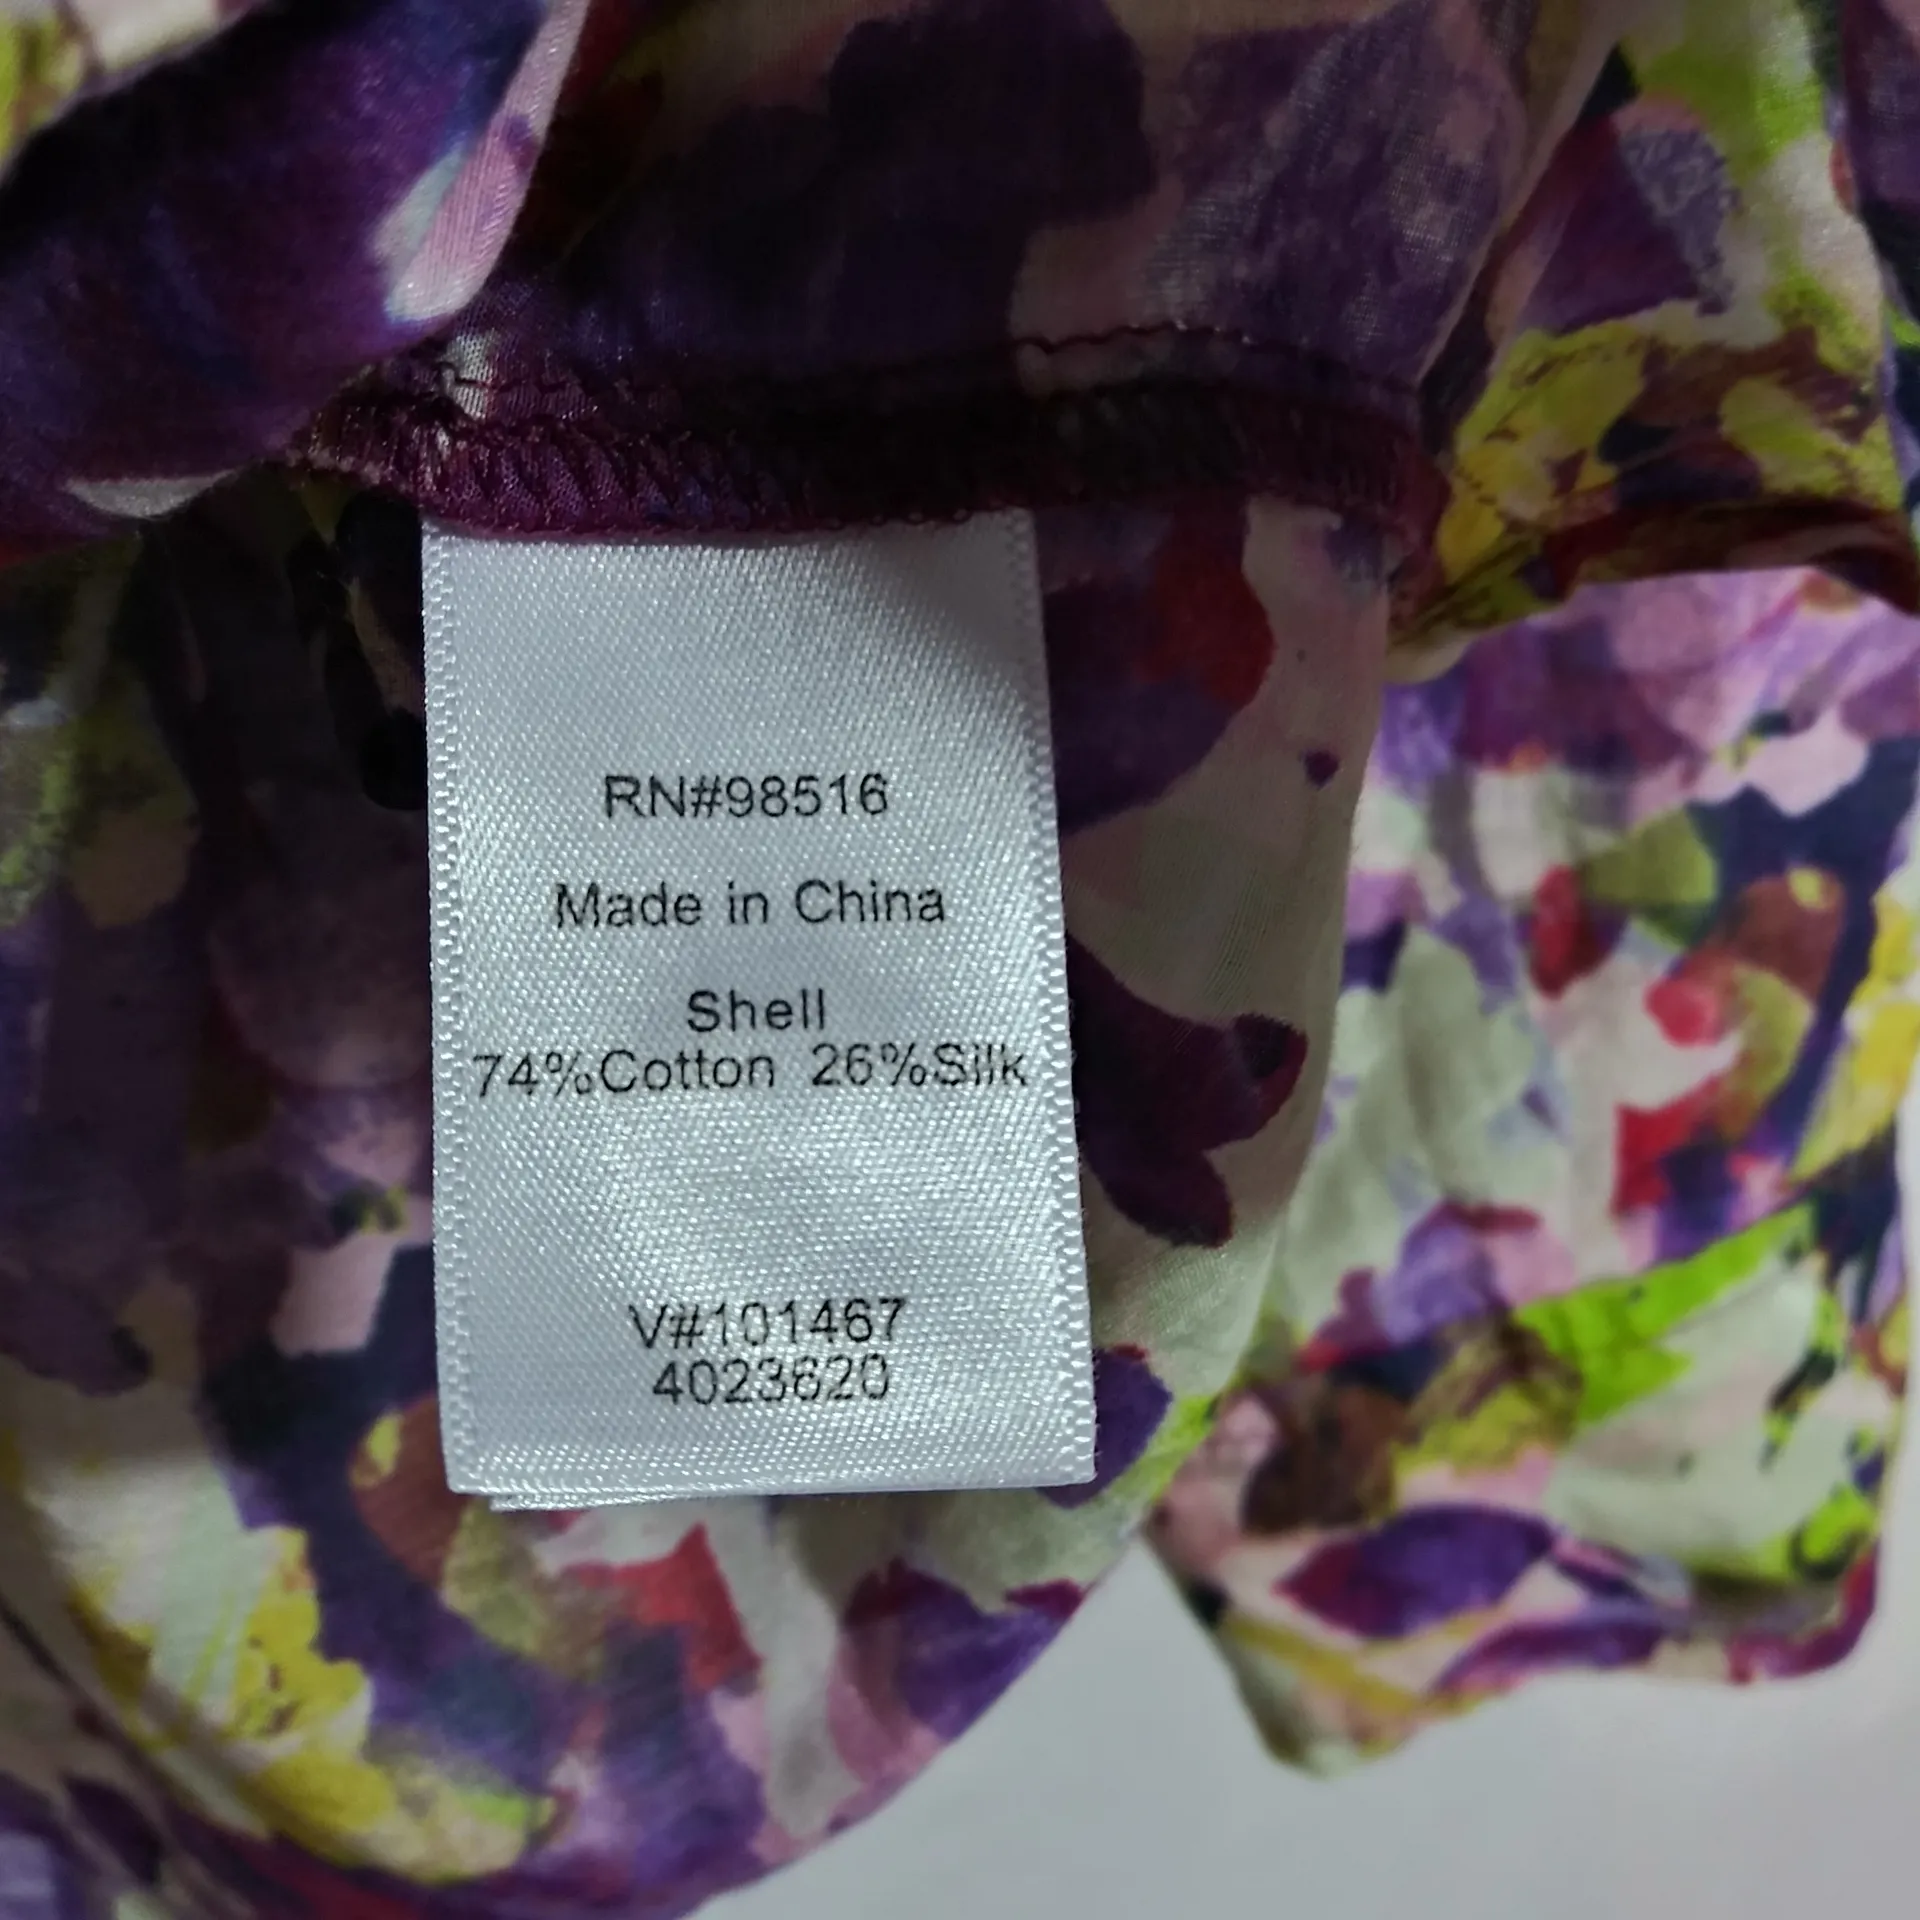 RN#98516
Made in China
Shell
74%Cotton 26%Silk
V#101467
4023620